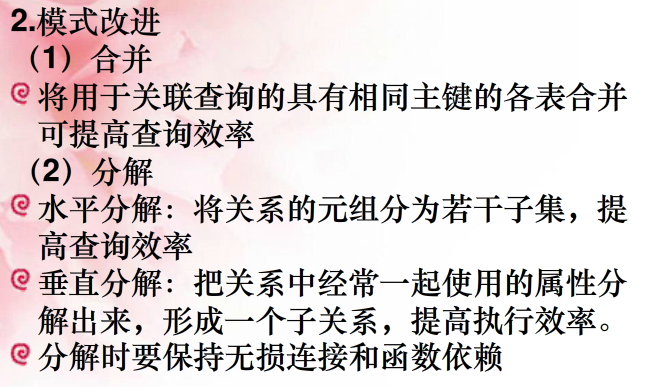 2.模式改进
（1）合并
将用于关联查询的具有相同主键的各表合并
可提高查询效率
（2）分解
水平分解：将关系的元组分为若干子集，提
高查询效率
垂直分解：把关系中经常一起使用的属性分
解出来，形成一个子关系，提高执行效率。
分解时要保持无损连接和函数依赖